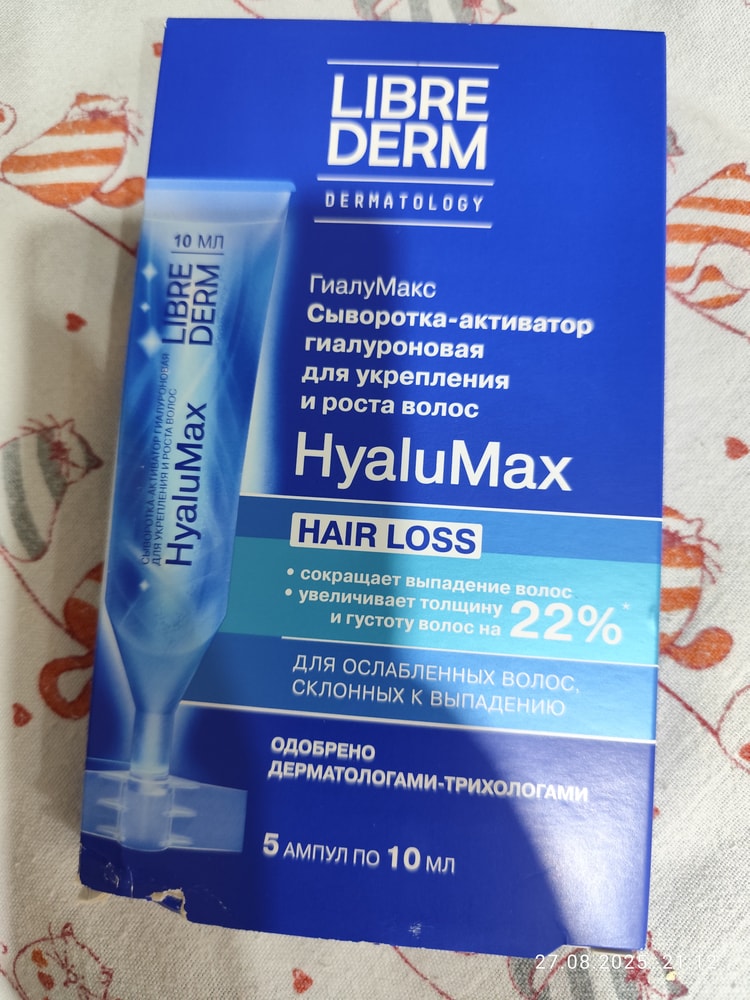 LIBRE
DERM
DERMATOLOGY
ГиалуМакс
Сыворотка-активатор
гиалуроновая
для укрепления
и роста волос
HyaluMax
HAIR LOSS
• сокращает выпадение волос
• увеличивает толщину
и густоту волос на 22%*
ДЛЯ ОСЛАБЛЕННЫХ ВОЛОС,
СКЛОННЫХ К ВЫПАДЕНИЮ
ОДОБРЕНО
ДЕРМАТОЛОГАМИ-ТРИХОЛОГАМИ
5 АМПУЛ ПО 10 МЛ
10 МЛ
LIBRE
DERM
СЫВОРОТКА-АКТИВАТОР ГИАЛУРОНОВАЯ
ДЛЯ УКРЕПЛЕНИЯ И РОСТА ВОЛОС
HyaluMax
27.08.2025 21:12